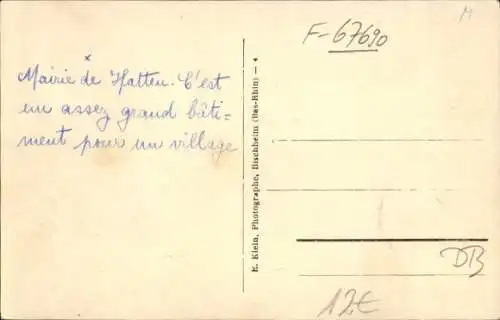 M
F-67690
x
Mairie de Hatten. C'est
un assez grand bâti=
ment pour un village
E. Klein, Photographe, Bischheim (Bas-Rhin) — 4
DB
12€